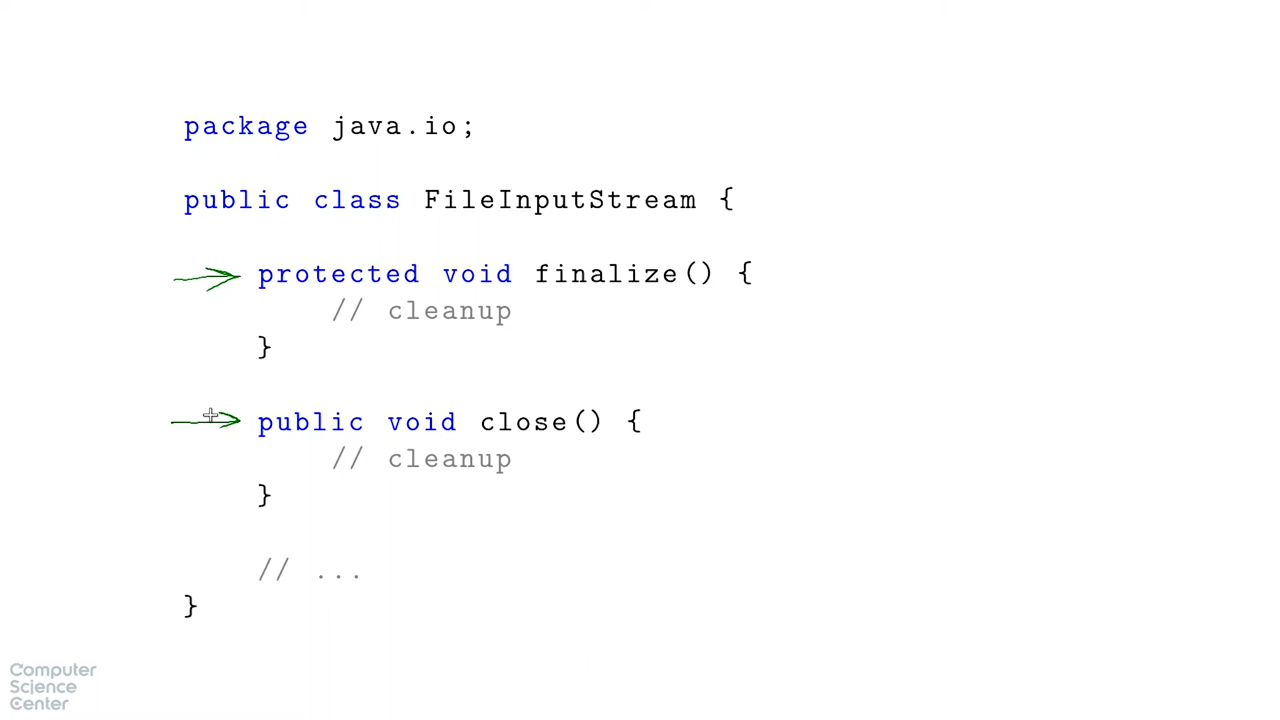 package java.io;
public class FileInputStream {
protected void finalize() {
// cleanup
}
public void close() {
// cleanup
}
// ...
}
Computer
Science
Center